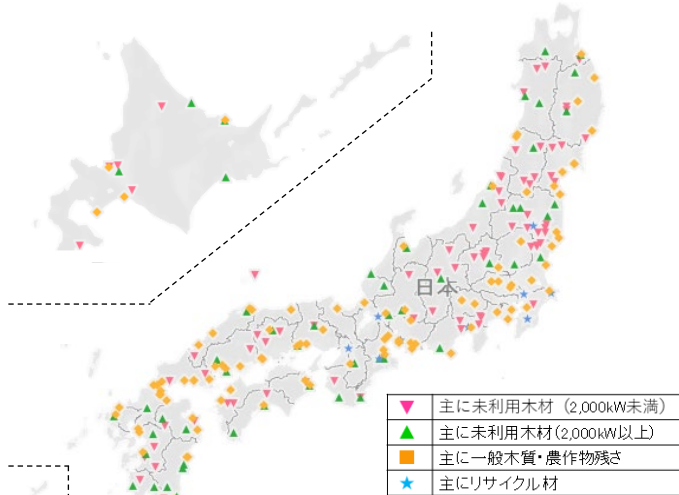 日本
主に未利用木材（2,000kW未満）
主に未利用木材(2,000kW以上)
主に一般木質・農作物残さ
主にリサイクル材